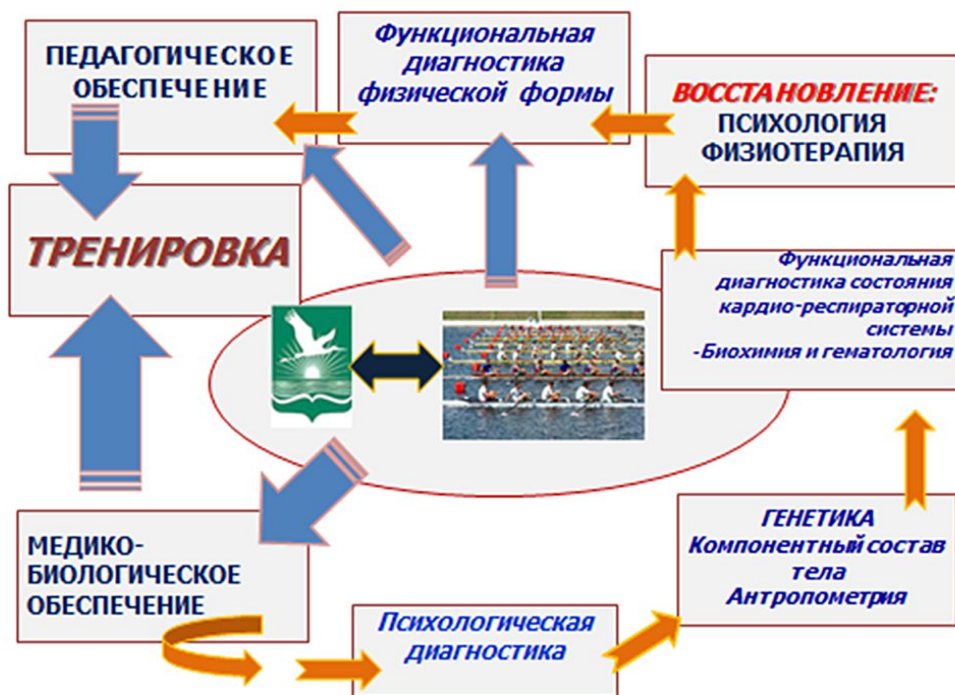 ПЕДАГОГИЧЕСКОЕ
ОБЕСПЕЧЕНИЕ
Функциональная
диагностика
физической формы
ВОССТАНОВЛЕНИЕ:
ПСИХОЛОГИЯ
ФИЗИОТЕРАПИЯ
ТРЕНИРОВКА
Функциональная
диагностика состояния
кардио-респираторной
системы
-Биохимия и гематология
МЕДИКО-
БИОЛОГИЧЕСКОЕ
ОБЕСПЕЧЕНИЕ
Психологическая
диагностика
ГЕНЕТИКА
Компонентный состав
тела
Антропометрия